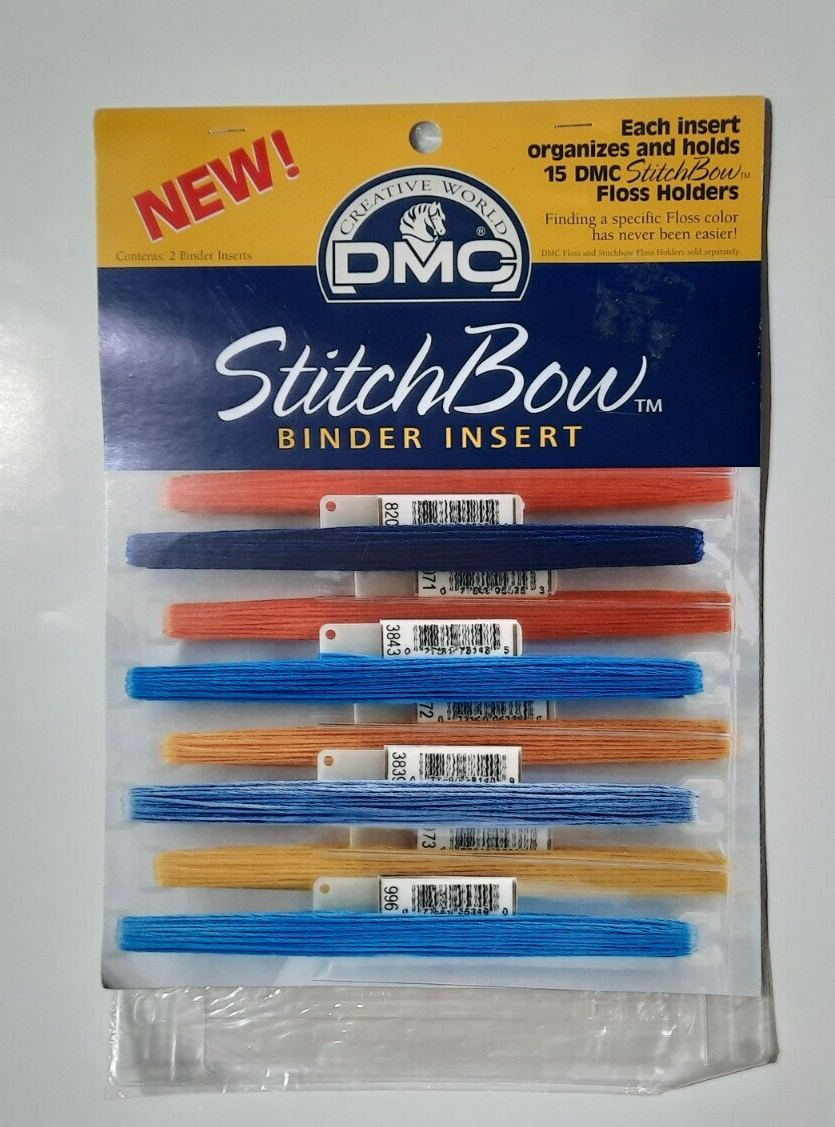 NEW!
Contents: 2 Binder Inserts
Each insert
organizes and holds
15 DMC StitchBow™
Floss Holders
Finding a specific Floss color
has never been easier!
DMC Floss and Stitchbow Floss Holders sold separately
CREATIVE WORLD
®
DMC
StitchBow™
BINDER INSERT
820
3843
996